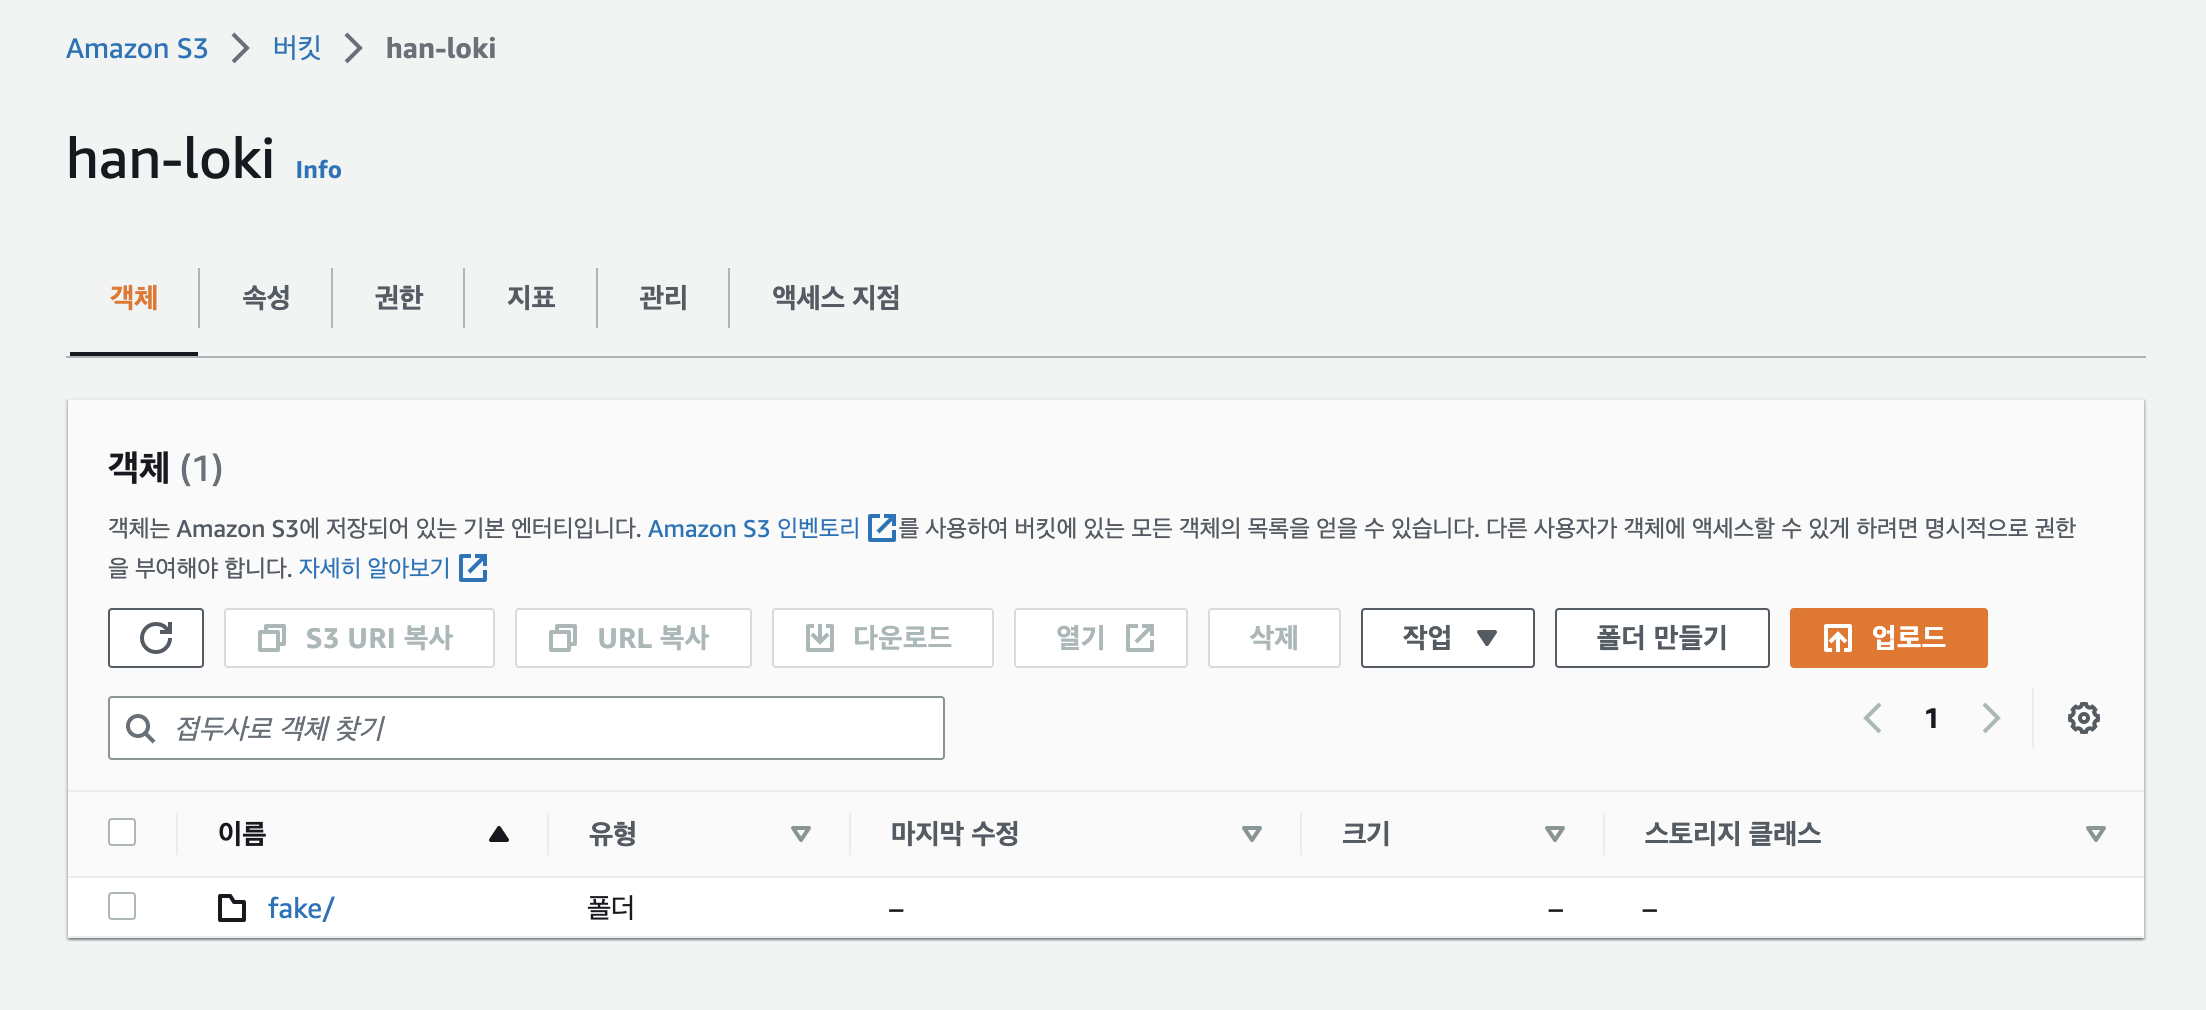 Amazon S3 > 버킷 > han-loki
han-loki Info
객체 속성 권한 지표 관리 액세스 지점
객체 (1)
객체는 Amazon S3에 저장되어 있는 기본 엔터티입니다. Amazon S3 인벤토리를 사용하여 버킷에 있는 모든 객체의 목록을 얻을 수 있습니다. 다른 사용자가 객체에 액세스할 수 있게 하려면 명시적으로 권한
을 부여해야 합니다. 자세히 알아보기
S3 URI 복사 URL 복사 다운로드 열기 삭제 작업 폴더 만들기 업로드
접두사로 객체 찾기 1
이름 유형 마지막 수정 크기 스토리지 클래스
fake/ 폴더 – – –